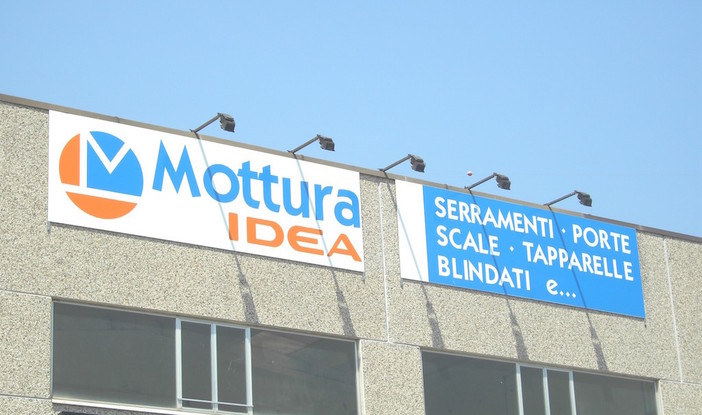 Mottura
IDEA
SERRAMENTI · PORTE
SCALE · TAPPARELLE
BLINDATI e...